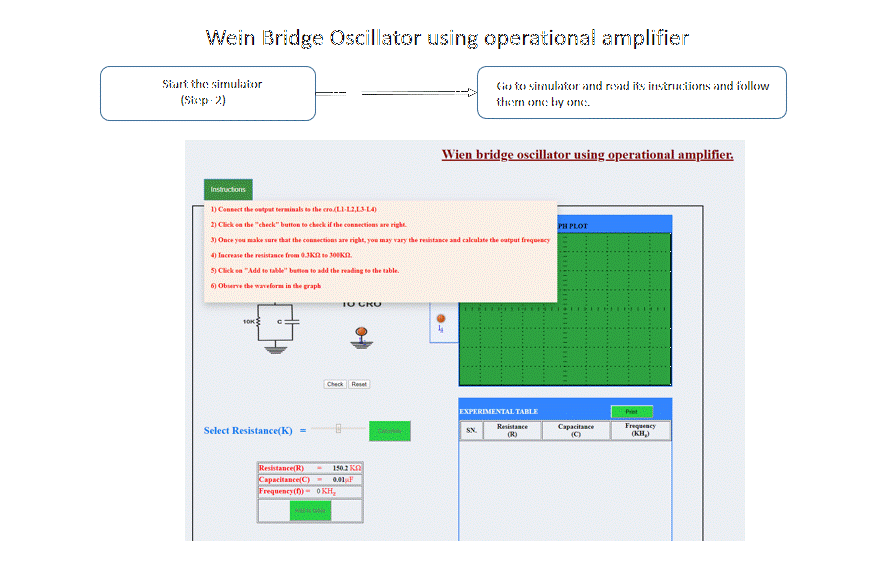 Wein Bridge Oscillator using operational amplifier
Start the simulator
(Step- 2)
Go to simulator and read its instructions and follow
them one by one.
Wien bridge oscillator using operational amplifier.
Instructions
1) Connect the output terminals to the cro.(L1-L2,L3-L4)
2) Click on the "check" button to check if the connections are right.
3) Once you make sure that the connections are right, you may vary the resistance and calculate the output frequency
4) Increase the resistance from 0.3KΩ to 300KΩ.
5) Click on "Add to table" button to add the reading to the table.
6) Observe the waveform in the graph
PH PLOT
TO CRO
10K
C
Check
Reset
EXPERIMENTAL TABLE
Print
SN.
Resistance
(R)
Capacitance
(C)
Frequency
(KHz)
Select Resistance(K) =
Calculate
Resistance(R) = 150.2 KΩ
Capacitance(C) = 0.01µF
Frequency(f) = 0 KHz
Add to table